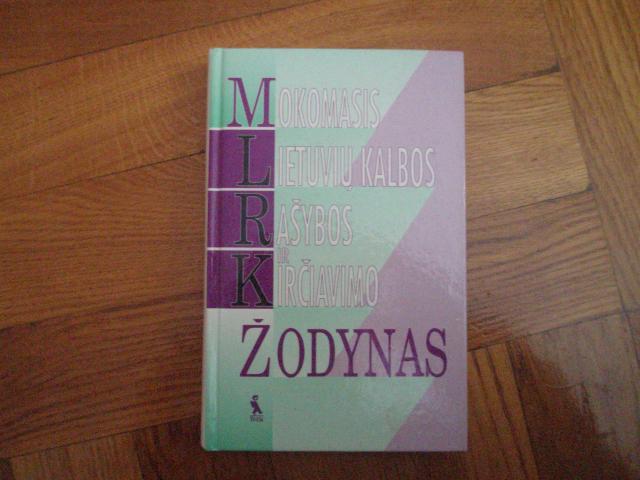 MOKOMASIS
LIETUVIŲ KALBOS
RAŠYBOS
IR
KIRČIAVIMO
ŽODYNAS